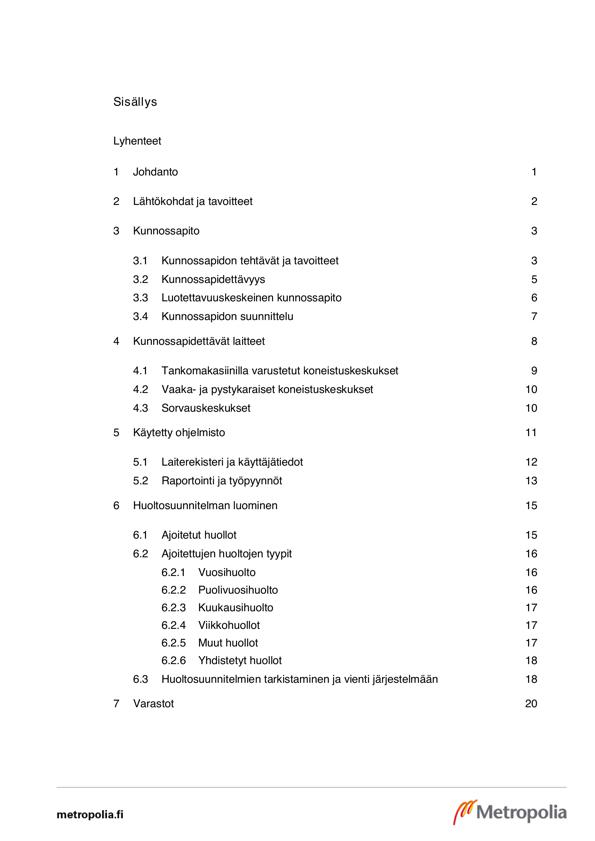 Sisällys
Lyhenteet
1 Johdanto 1
2 Lähtökohdat ja tavoitteet 2
3 Kunnossapito 3
3.1 Kunnossapidon tehtävät ja tavoitteet 3
3.2 Kunnossapidettävyys 5
3.3 Luotettavuuskeskeinen kunnossapito 6
3.4 Kunnossapidon suunnittelu 7
4 Kunnossapidettävät laitteet 8
4.1 Tankomakasiinilla varustetut koneistuskeskukset 9
4.2 Vaaka- ja pystykaraiset koneistuskeskukset 10
4.3 Sorvauskeskukset 10
5 Käytetty ohjelmisto 11
5.1 Laiterekisteri ja käyttäjätiedot 12
5.2 Raportointi ja työpyynnöt 13
6 Huoltosuunnitelman luominen 15
6.1 Ajoitetut huollot 15
6.2 Ajoitettujen huoltojen tyypit 16
6.2.1 Vuosihuolto 16
6.2.2 Puolivuosihuolto 16
6.2.3 Kuukausihuolto 17
6.2.4 Viikkohuollot 17
6.2.5 Muut huollot 17
6.2.6 Yhdistetyt huollot 18
6.3 Huoltosuunnitelmien tarkistaminen ja vienti järjestelmään 18
7 Varastot 20
metropolia.fi
Metropolia